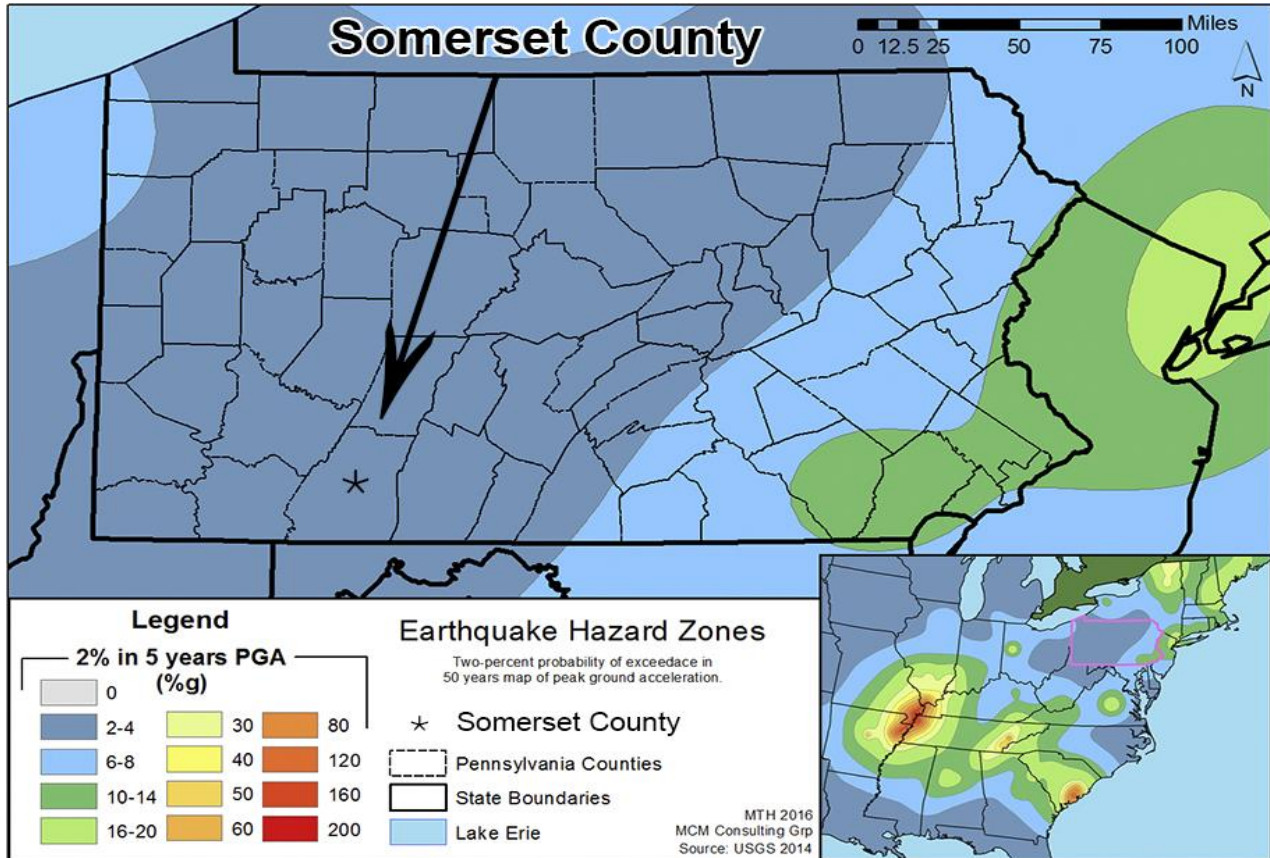 Somerset County
Miles
0 12.5 25 50 75 100
N
Legend
2% in 5 years PGA
(%g)
0
2-4
6-8
10-14
16-20
30
40
50
60
80
120
160
200
Earthquake Hazard Zones
Two-percent probability of exceedace in
50 years map of peak ground acceleration.
Somerset County
Pennsylvania Counties
State Boundaries
Lake Erie
MTH 2016
MCM Consulting Grp
Source: USGS 2014